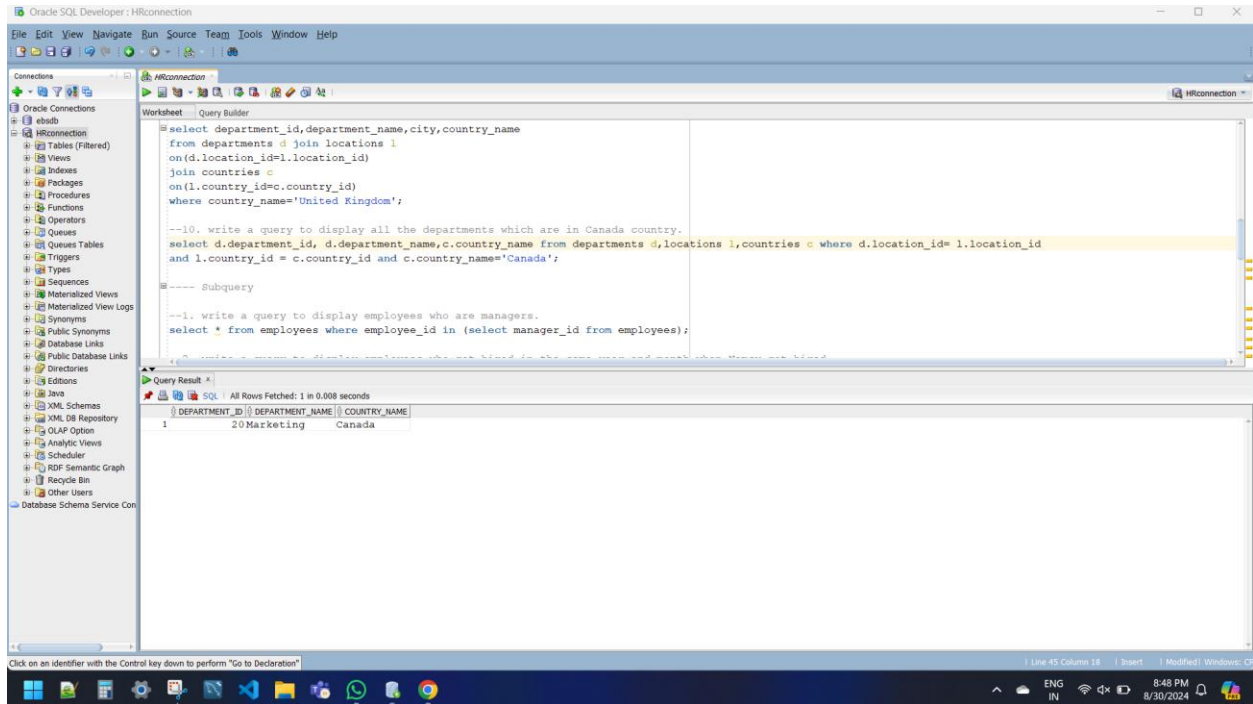 Oracle SQL Developer : HRconnection
File Edit View Navigate Run Source Team Tools Window Help
Connections
HRconnection
HRconnection
Oracle Connections
ebsdb
HRconnection
Tables (Filtered)
Views
Indexes
Packages
Procedures
Functions
Operators
Queues
Queues Tables
Triggers
Types
Sequences
Materialized Views
Materialized View Logs
Synonyms
Public Synonyms
Database Links
Public Database Links
Directories
Editions
Java
XML Schemas
XML DB Repository
OLAP Option
Analytic Views
Scheduler
RDF Semantic Graph
Recycle Bin
Other Users
Database Schema Service Con
Worksheet Query Builder
select department_id,department_name,city,country_name
from departments d join locations l
on(d.location_id=l.location_id)
join countries c
on(l.country_id=c.country_id)
where country_name='United Kingdom';
--10. write a query to display all the departments which are in Canada country.
select d.department_id, d.department_name,c.country_name from departments d,locations l,countries c where d.location_id= l.location_id
and l.country_id = c.country_id and c.country_name='Canada';
---- Subquery
--1. write a query to display employees who are managers.
select * from employees where employee_id in (select manager_id from employees);
Query Result
SQL | All Rows Fetched: 1 in 0.008 seconds
DEPARTMENT_ID DEPARTMENT_NAME COUNTRY_NAME
1 20 Marketing Canada
Click on an identifier with the Control key down to perform "Go to Declaration"
Line 45 Column 18 | Insert | Modified | Windows: CR
ENG
IN
8:48 PM
8/30/2024